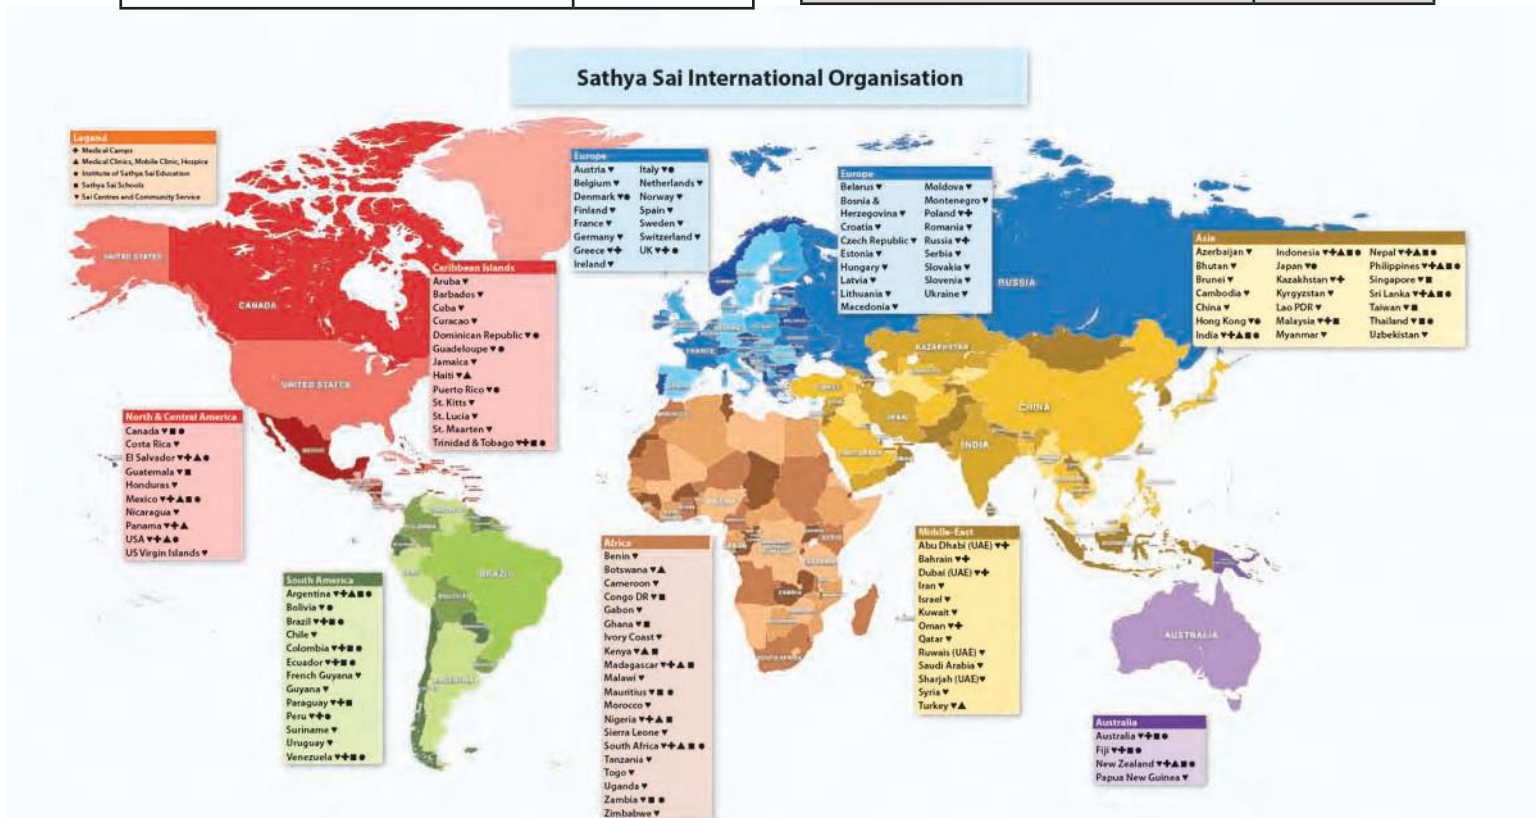 Sathya Sai International Organisation
Legend
✚ Medical Camps
▲ Medical Clinics, Mobile Clinic, Hospice
● Institute of Sathya Sai Education
■ Sathya Sai Schools
▼ Sai Centres and Community Service
Europe
Austria ▼
Belgium ▼
Denmark ▼●
Finland ▼
France ▼
Germany ▼
Greece ▼✚
Ireland ▼
Italy ▼●
Netherlands ▼
Norway ▼
Spain ▼
Sweden ▼
Switzerland ▼
UK ▼✚●
Europe
Belarus ▼
Bosnia &
Herzegovina ▼
Croatia ▼
Czech Republic ▼
Estonia ▼
Hungary ▼
Latvia ▼
Lithuania ▼
Macedonia ▼
Moldova ▼
Montenegro ▼
Poland ▼✚
Romania ▼
Russia ▼✚
Serbia ▼
Slovakia ▼
Slovenia ▼
Ukraine ▼
Asie
Azerbaijan ▼
Bhutan ▼
Brunei ▼
Cambodia ▼
China ▼
Hong Kong ▼●
India ▼✚▲■●
Indonesia ▼✚▲■●
Japan ▼●
Kazakhstan ▼✚
Kyrgyzstan ▼
Lao PDR ▼
Malaysia ▼✚■
Myanmar ▼
Nepal ▼✚▲■●
Philippines ▼✚▲■●
Singapore ▼■
Sri Lanka ▼✚▲■●
Taiwan ▼■
Thailand ▼■●
Uzbekistan ▼
Caribbean Islands
Aruba ▼
Barbados ▼
Cuba ▼
Curacao ▼
Dominican Republic ▼●
Guadeloupe ▼●
Jamaica ▼
Haiti ▼▲
Puerto Rico ▼●
St. Kitts ▼
St. Lucia ▼
St. Maarten ▼
Trinidad & Tobago ▼✚■●
North & Central America
Canada ▼■●
Costa Rica ▼
El Salvador ▼✚▲●
Guatemala ▼■
Honduras ▼
Mexico ▼✚▲■●
Nicaragua ▼
Panama ▼✚▲
USA ▼✚▲●
US Virgin Islands ▼
South America
Argentina ▼✚▲■●
Bolivia ▼●
Brazil ▼✚■●
Chile ▼
Colombia ▼✚■●
Ecuador ▼✚■●
French Guyana ▼
Guyana ▼
Paraguay ▼✚■
Peru ▼✚●
Suriname ▼
Uruguay ▼
Venezuela ▼✚■●
Africa
Benin ▼
Botswana ▼▲
Cameroon ▼
Congo DR ▼■
Gabon ▼
Ghana ▼■
Ivory Coast ▼
Kenya ▼▲■
Madagascar ▼✚▲■
Malawi ▼
Mauritius ▼■●
Morocco ▼
Nigeria ▼✚▲■
Sierra Leone ▼
South Africa ▼✚▲■●
Tanzania ▼
Togo ▼
Uganda ▼
Zambia ▼■●
Zimbabwe ▼
Middle-East
Abu Dhabi (UAE) ▼✚
Bahrain ▼✚
Dubai (UAE) ▼✚
Iran ▼
Israel ▼
Kuwait ▼
Oman ▼✚
Qatar ▼
Ruwais (UAE) ▼
Saudi Arabia ▼
Sharjah (UAE)▼
Syria ▼
Turkey ▼▲
Australia
Australia ▼✚■●
Fiji ▼✚■●
New Zealand ▼✚▲■●
Papua New Guinea ▼
UNITED STATES
CANADA
UNITED STATES
MEXICO
BRAZIL
BOLIVIA
RUSSIA
KAZAKHSTAN
CHINA
IRAN
INDIA
FRANCE
ZAMBIA
SOUTH AFRICA
AUSTRALIA